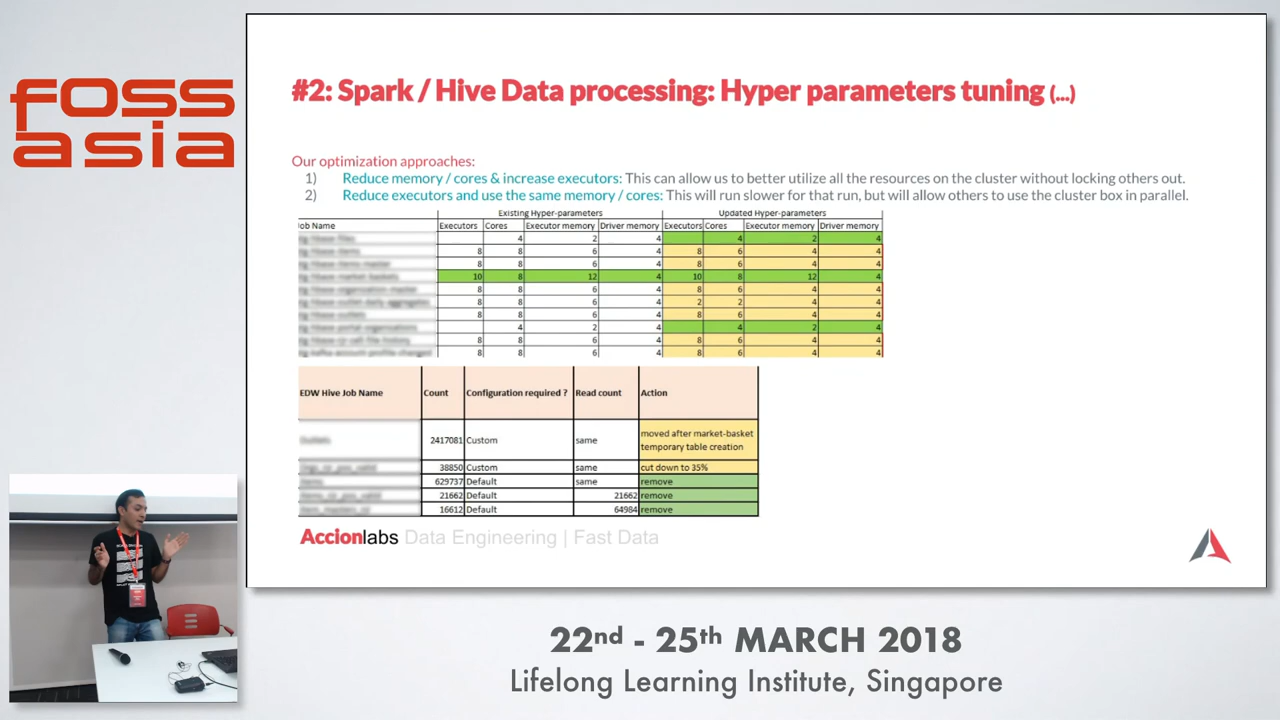 foss
asia
#2: Spark / Hive Data processing: Hyper parameters tuning (...)
Our optimization approaches:
1) Reduce memory / cores & increase executors: This can allow us to better utilize all the resources on the cluster without locking others out.
2) Reduce executors and use the same memory / cores: This will run slower for that run, but will allow others to use the cluster box in parallel.
Existing Hyper-parameters Updated Hyper-parameters
Job Name Executors Cores Executor memory Driver memory Executors Cores Executor memory Driver memory
4 2 4 4 2 4
8 8 6 4 8 6 4 4
8 8 6 4 8 6 4 4
10 8 12 4 10 8 12 4
8 8 6 4 8 6 4 4
8 8 6 4 2 2 4 4
8 8 6 4 8 6 4 4
4 2 4 4 2 4
8 8 6 4 8 6 4 4
8 8 6 4 8 6 4 4
EDW Hive Job Name Count Configuration required ? Read count Action
2417081 Custom same moved after market-basket
temporary table creation
38850 Custom same cut down to 35%
629737 Default same remove
21662 Default 21662 remove
16612 Default 64984 remove
Accionlabs Data Engineering | Fast Data
22nd - 25th MARCH 2018
Lifelong Learning Institute, Singapore